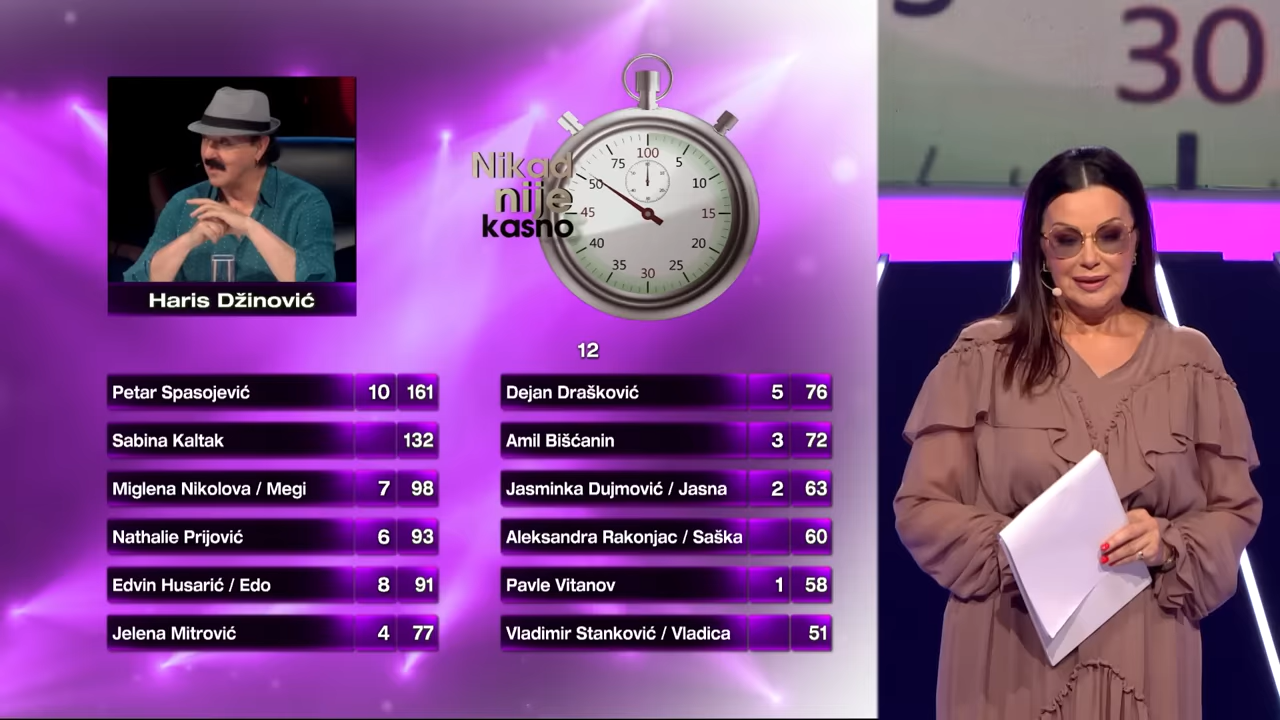 30
Nikad
nije
kasno
100
75 5
50 10
45 15
40 20
35 25
30
Haris Džinović
12
Petar Spasojević 10 161
Sabina Kaltak 132
Miglena Nikolova / Megi 7 98
Nathalie Prijović 6 93
Edvin Husarić / Edo 8 91
Jelena Mitrović 4 77
Dejan Drašković 5 76
Amil Bišćanin 3 72
Jasminka Dujmović / Jasna 2 63
Aleksandra Rakonjac / Saška 60
Pavle Vitanov 1 58
Vladimir Stanković / Vladica 51